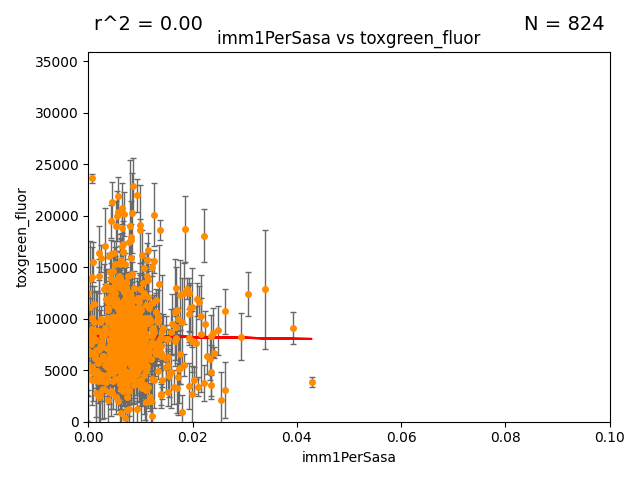 r^2 = 0.00
N = 824
imm1PerSasa vs toxgreen_fluor
35000
30000
25000
20000
15000
10000
5000
0
toxgreen_fluor
0.00
0.02
0.04
0.06
0.08
0.10
imm1PerSasa